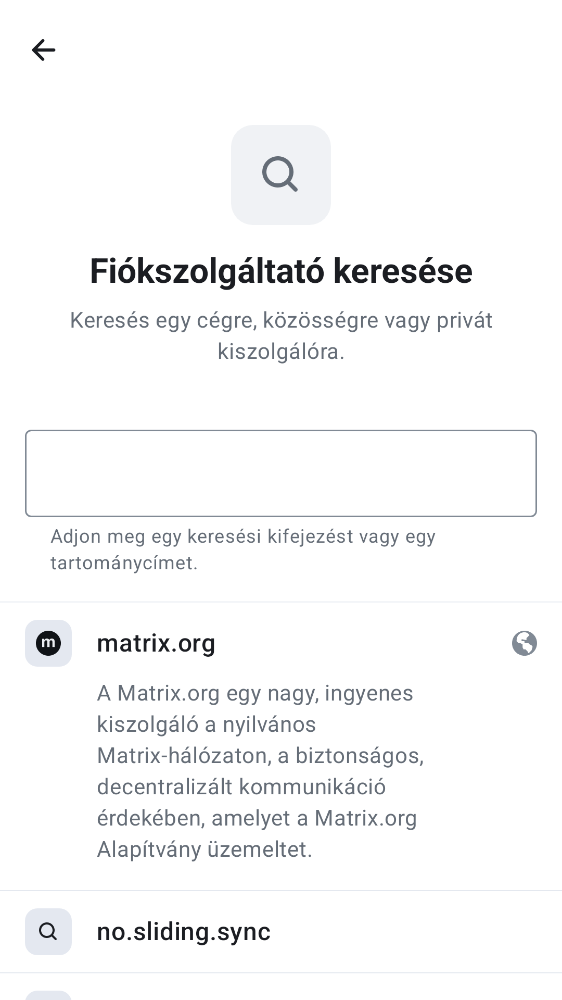 Fiókszolgáltató keresése
Keresés egy cégre, közösségre vagy privát
kiszolgálóra.
Adjon meg egy keresési kifejezést vagy egy
tartománycímet.
m
matrix.org
A Matrix.org egy nagy, ingyenes
kiszolgáló a nyilvános
Matrix-hálózaton, a biztonságos,
decentralizált kommunikáció
érdekében, amelyet a Matrix.org
Alapítvány üzemeltet.
no.sliding.sync